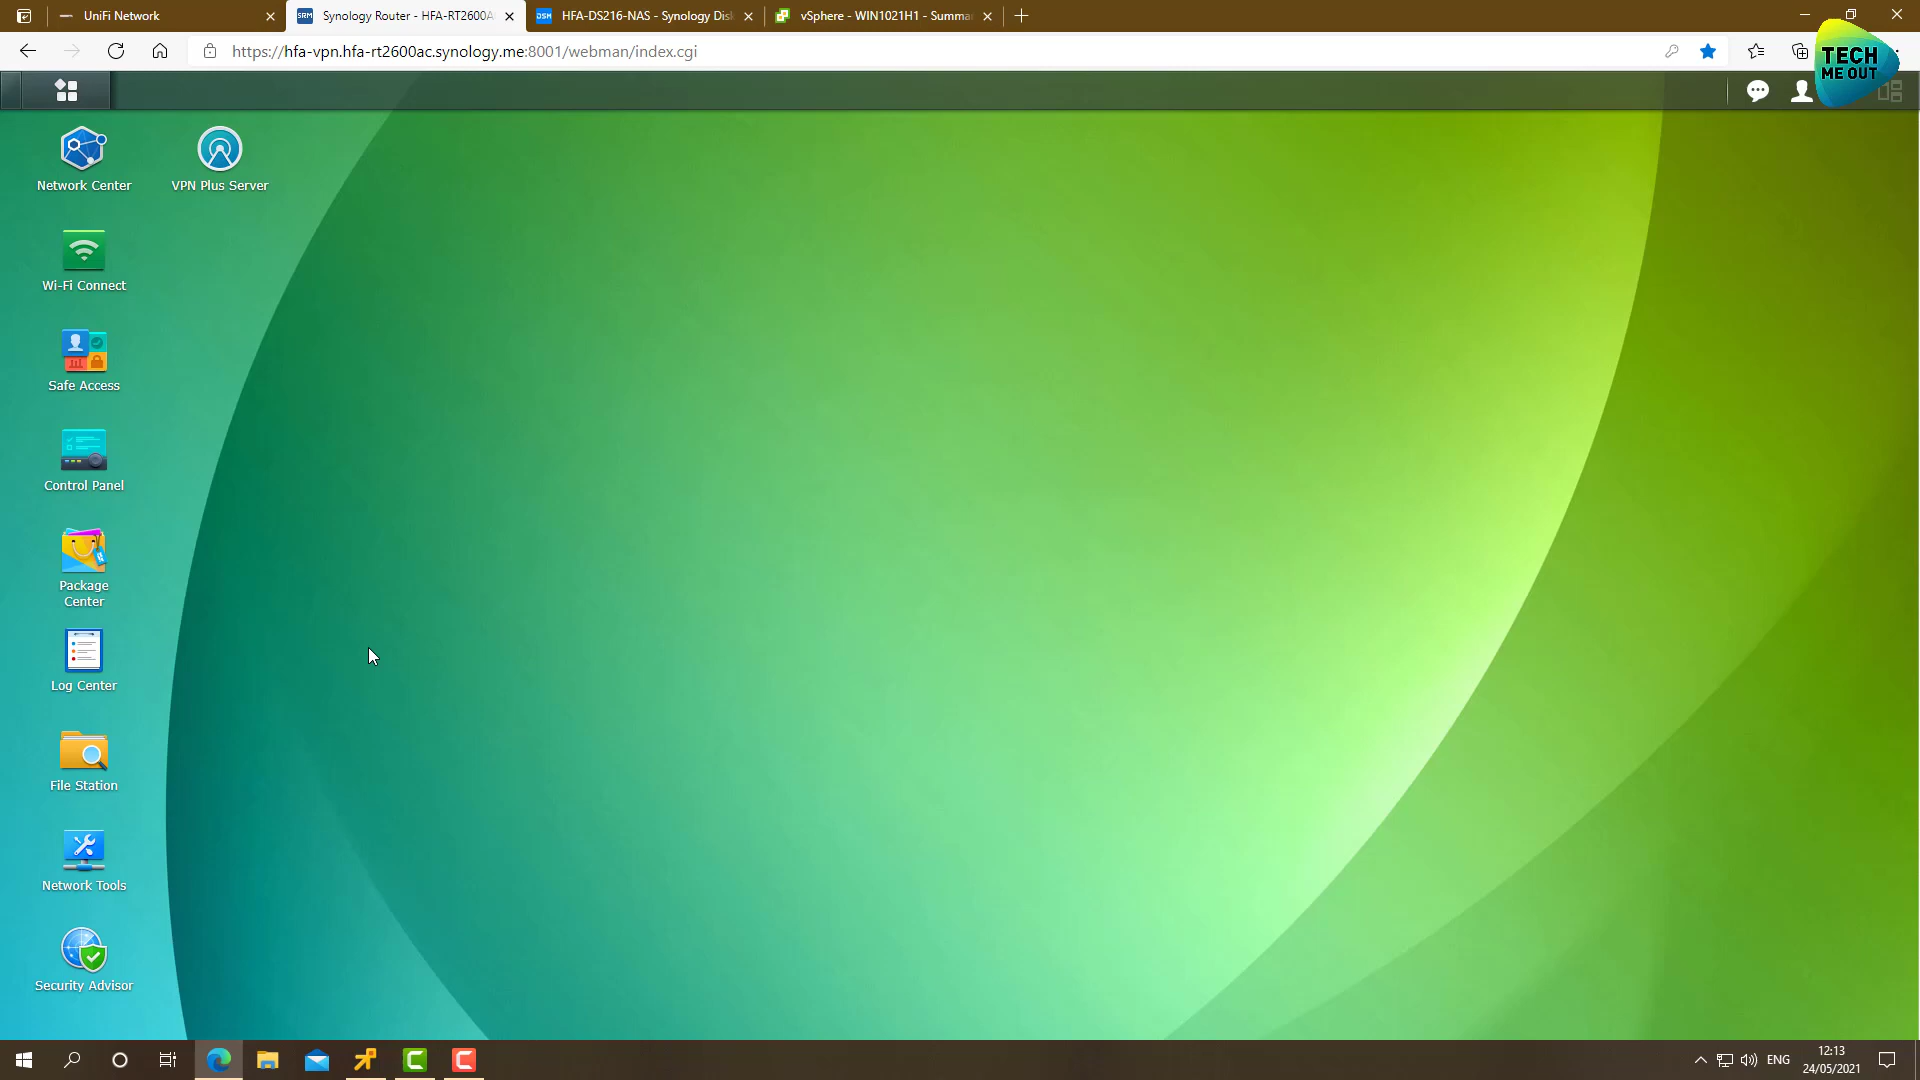 UniFi Network
SRM
Synology Router - HFA-RT2600A
DSM
HFA-DS216-NAS - Synology Dis
vSphere - WIN1021H1 - Summa
https://hfa-vpn.hfa-rt2600ac.synology.me:8001/webman/index.cgi
TECH
ME OUT
Network Center
VPN Plus Server
Wi-Fi Connect
Safe Access
Control Panel
Package
Center
Log Center
File Station
Network Tools
Security Advisor
ENG
12:13
24/05/2021